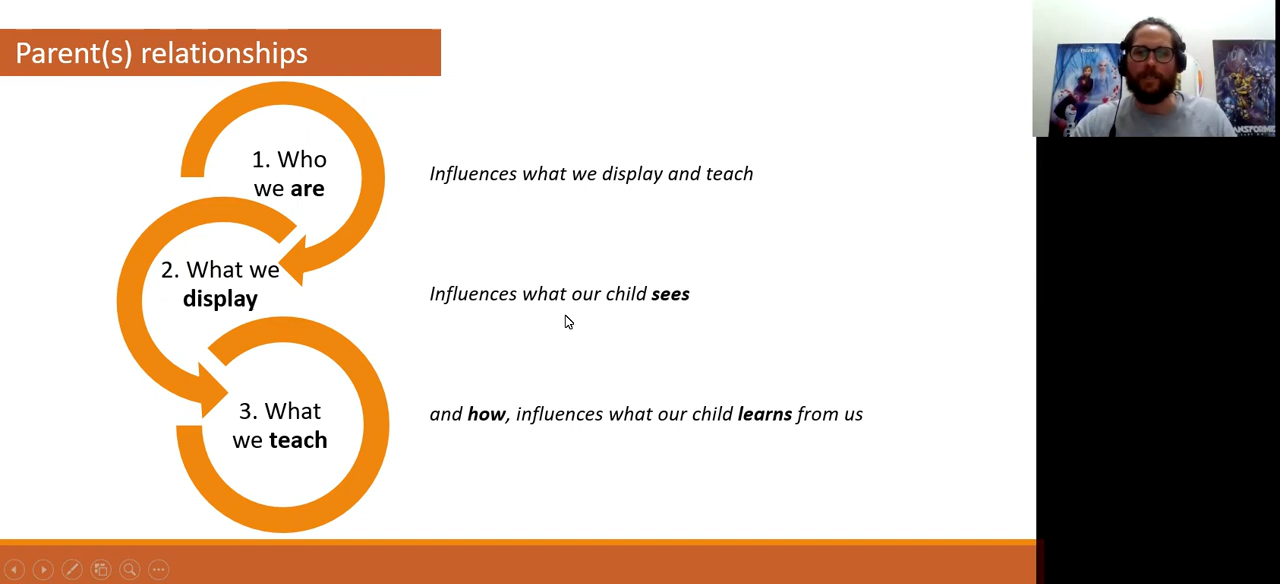 Parent(s) relationships
1. Who
we are
Influences what we display and teach
2. What we
display
Influences what our child sees
3. What
we teach
and how, influences what our child learns from us